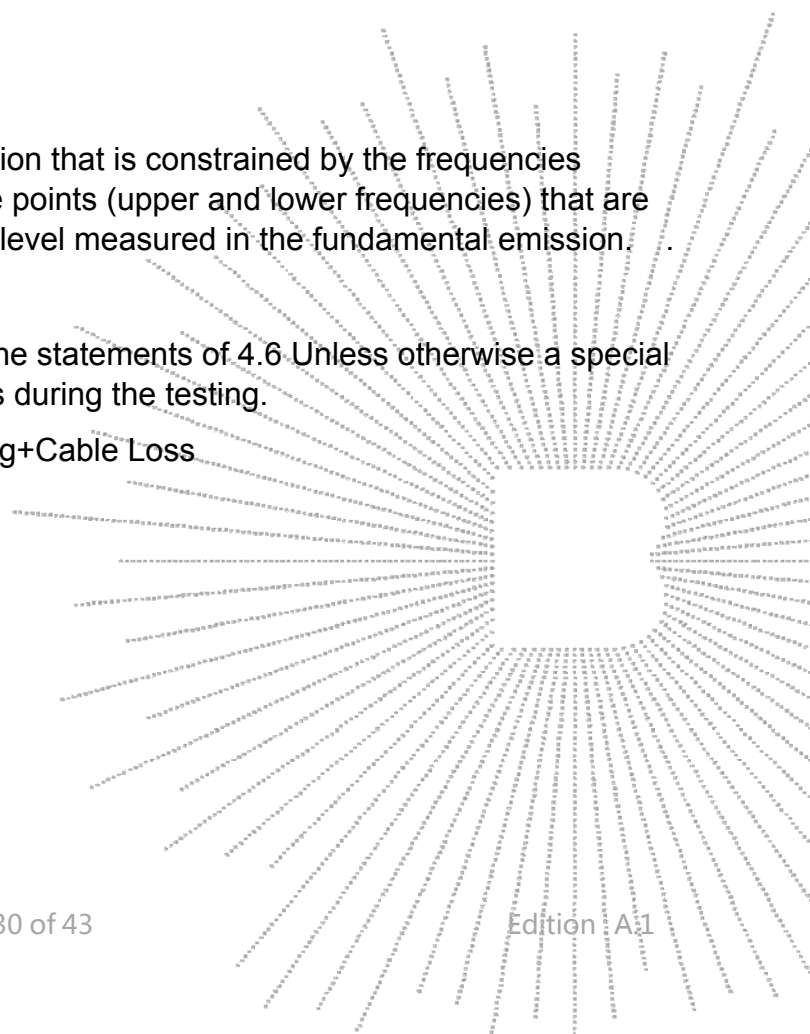 ion that is constrained by the frequencies
points (upper and lower frequencies) that are
level measured in the fundamental emission. .
ne statements of 4.6 Unless otherwise a special
s during the testing.
g+Cable Loss
30 of 43 Edition : A.1